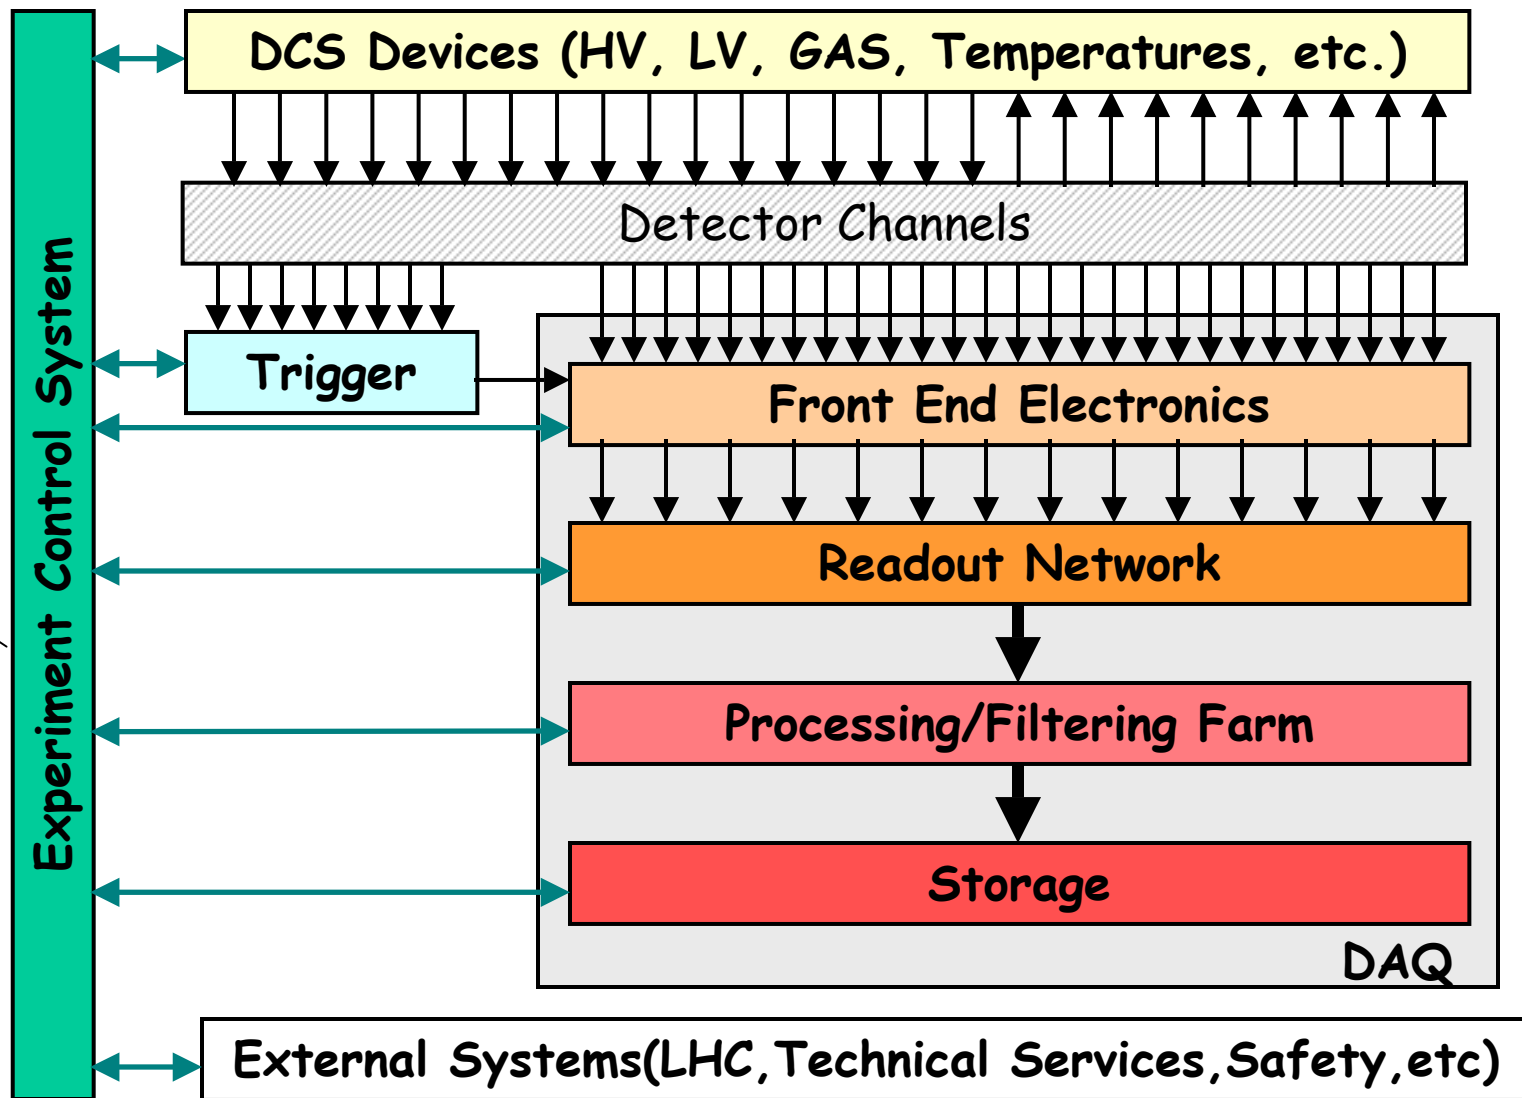 DCS Devices (HV, LV, GAS, Temperatures, etc.)
Detector Channels
Experiment Control System
Trigger
Front End Electronics
Readout Network
Processing/Filtering Farm
Storage
DAQ
External Systems(LHC,Technical Services,Safety,etc)